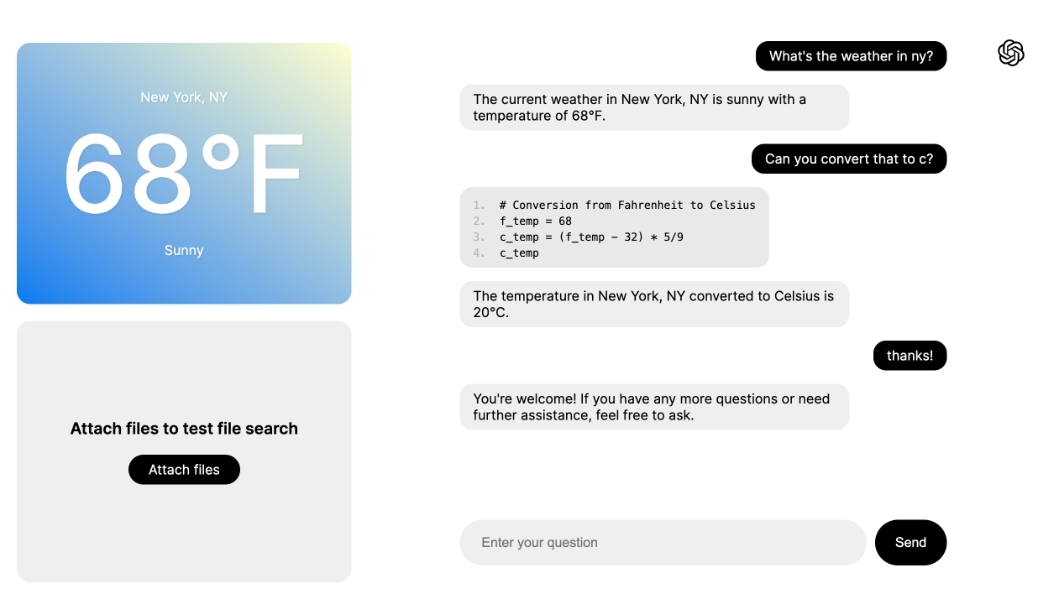 New York, NY
68°F
Sunny
Attach files to test file search
Attach files
What's the weather in ny?
The current weather in New York, NY is sunny with a
temperature of 68°F.
Can you convert that to c?
1. # Conversion from Fahrenheit to Celsius
2. f_temp = 68
3. c_temp = (f_temp − 32) * 5/9
4. c_temp
The temperature in New York, NY converted to Celsius is
20°C.
thanks!
You're welcome! If you have any more questions or need
further assistance, feel free to ask.
Enter your question
Send